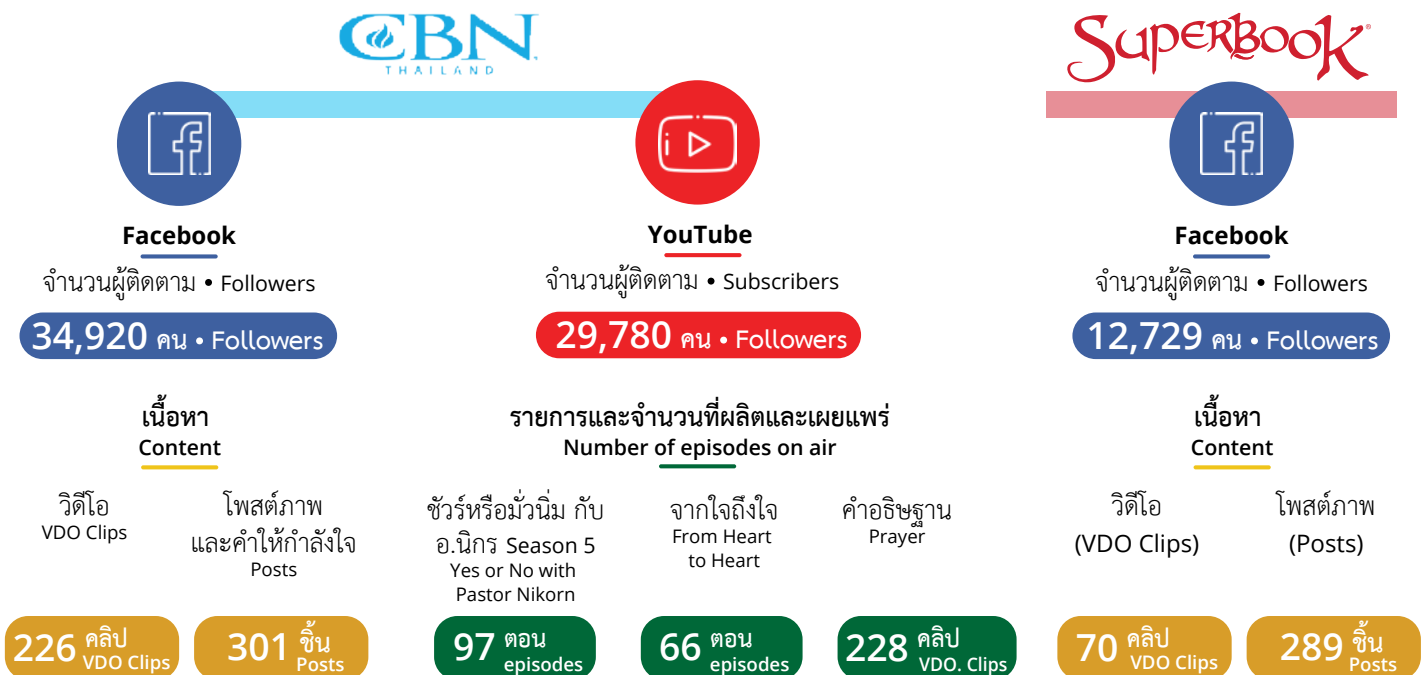 CBN
THAILAND
Facebook
จำนวนผู้ติดตาม • Followers
34,920 คน • Followers
เนื้อหา
Content
วิดีโอ
VDO Clips
226 คลิป
VDO Clips
โพสต์ภาพ
และคำให้กำลังใจ
Posts
301 ชิ้น
Posts
YouTube
จำนวนผู้ติดตาม • Subscribers
29,780 คน • Followers
รายการและจำนวนที่ผลิตและเผยแพร่
Number of episodes on air
ชัวร์หรือมั่วนิ่ม กับ
อ.นิกร Season 5
Yes or No with
Pastor Nikorn
97 ตอน
episodes
จากใจถึงใจ
From Heart
to Heart
66 ตอน
episodes
คำอธิษฐาน
Prayer
228 คลิป
VDO. Clips
SUPERBOOK
Facebook
จำนวนผู้ติดตาม • Followers
12,729 คน • Followers
เนื้อหา
Content
วิดีโอ
(VDO Clips)
70 คลิป
VDO Clips
โพสต์ภาพ
(Posts)
289 ชิ้น
Posts